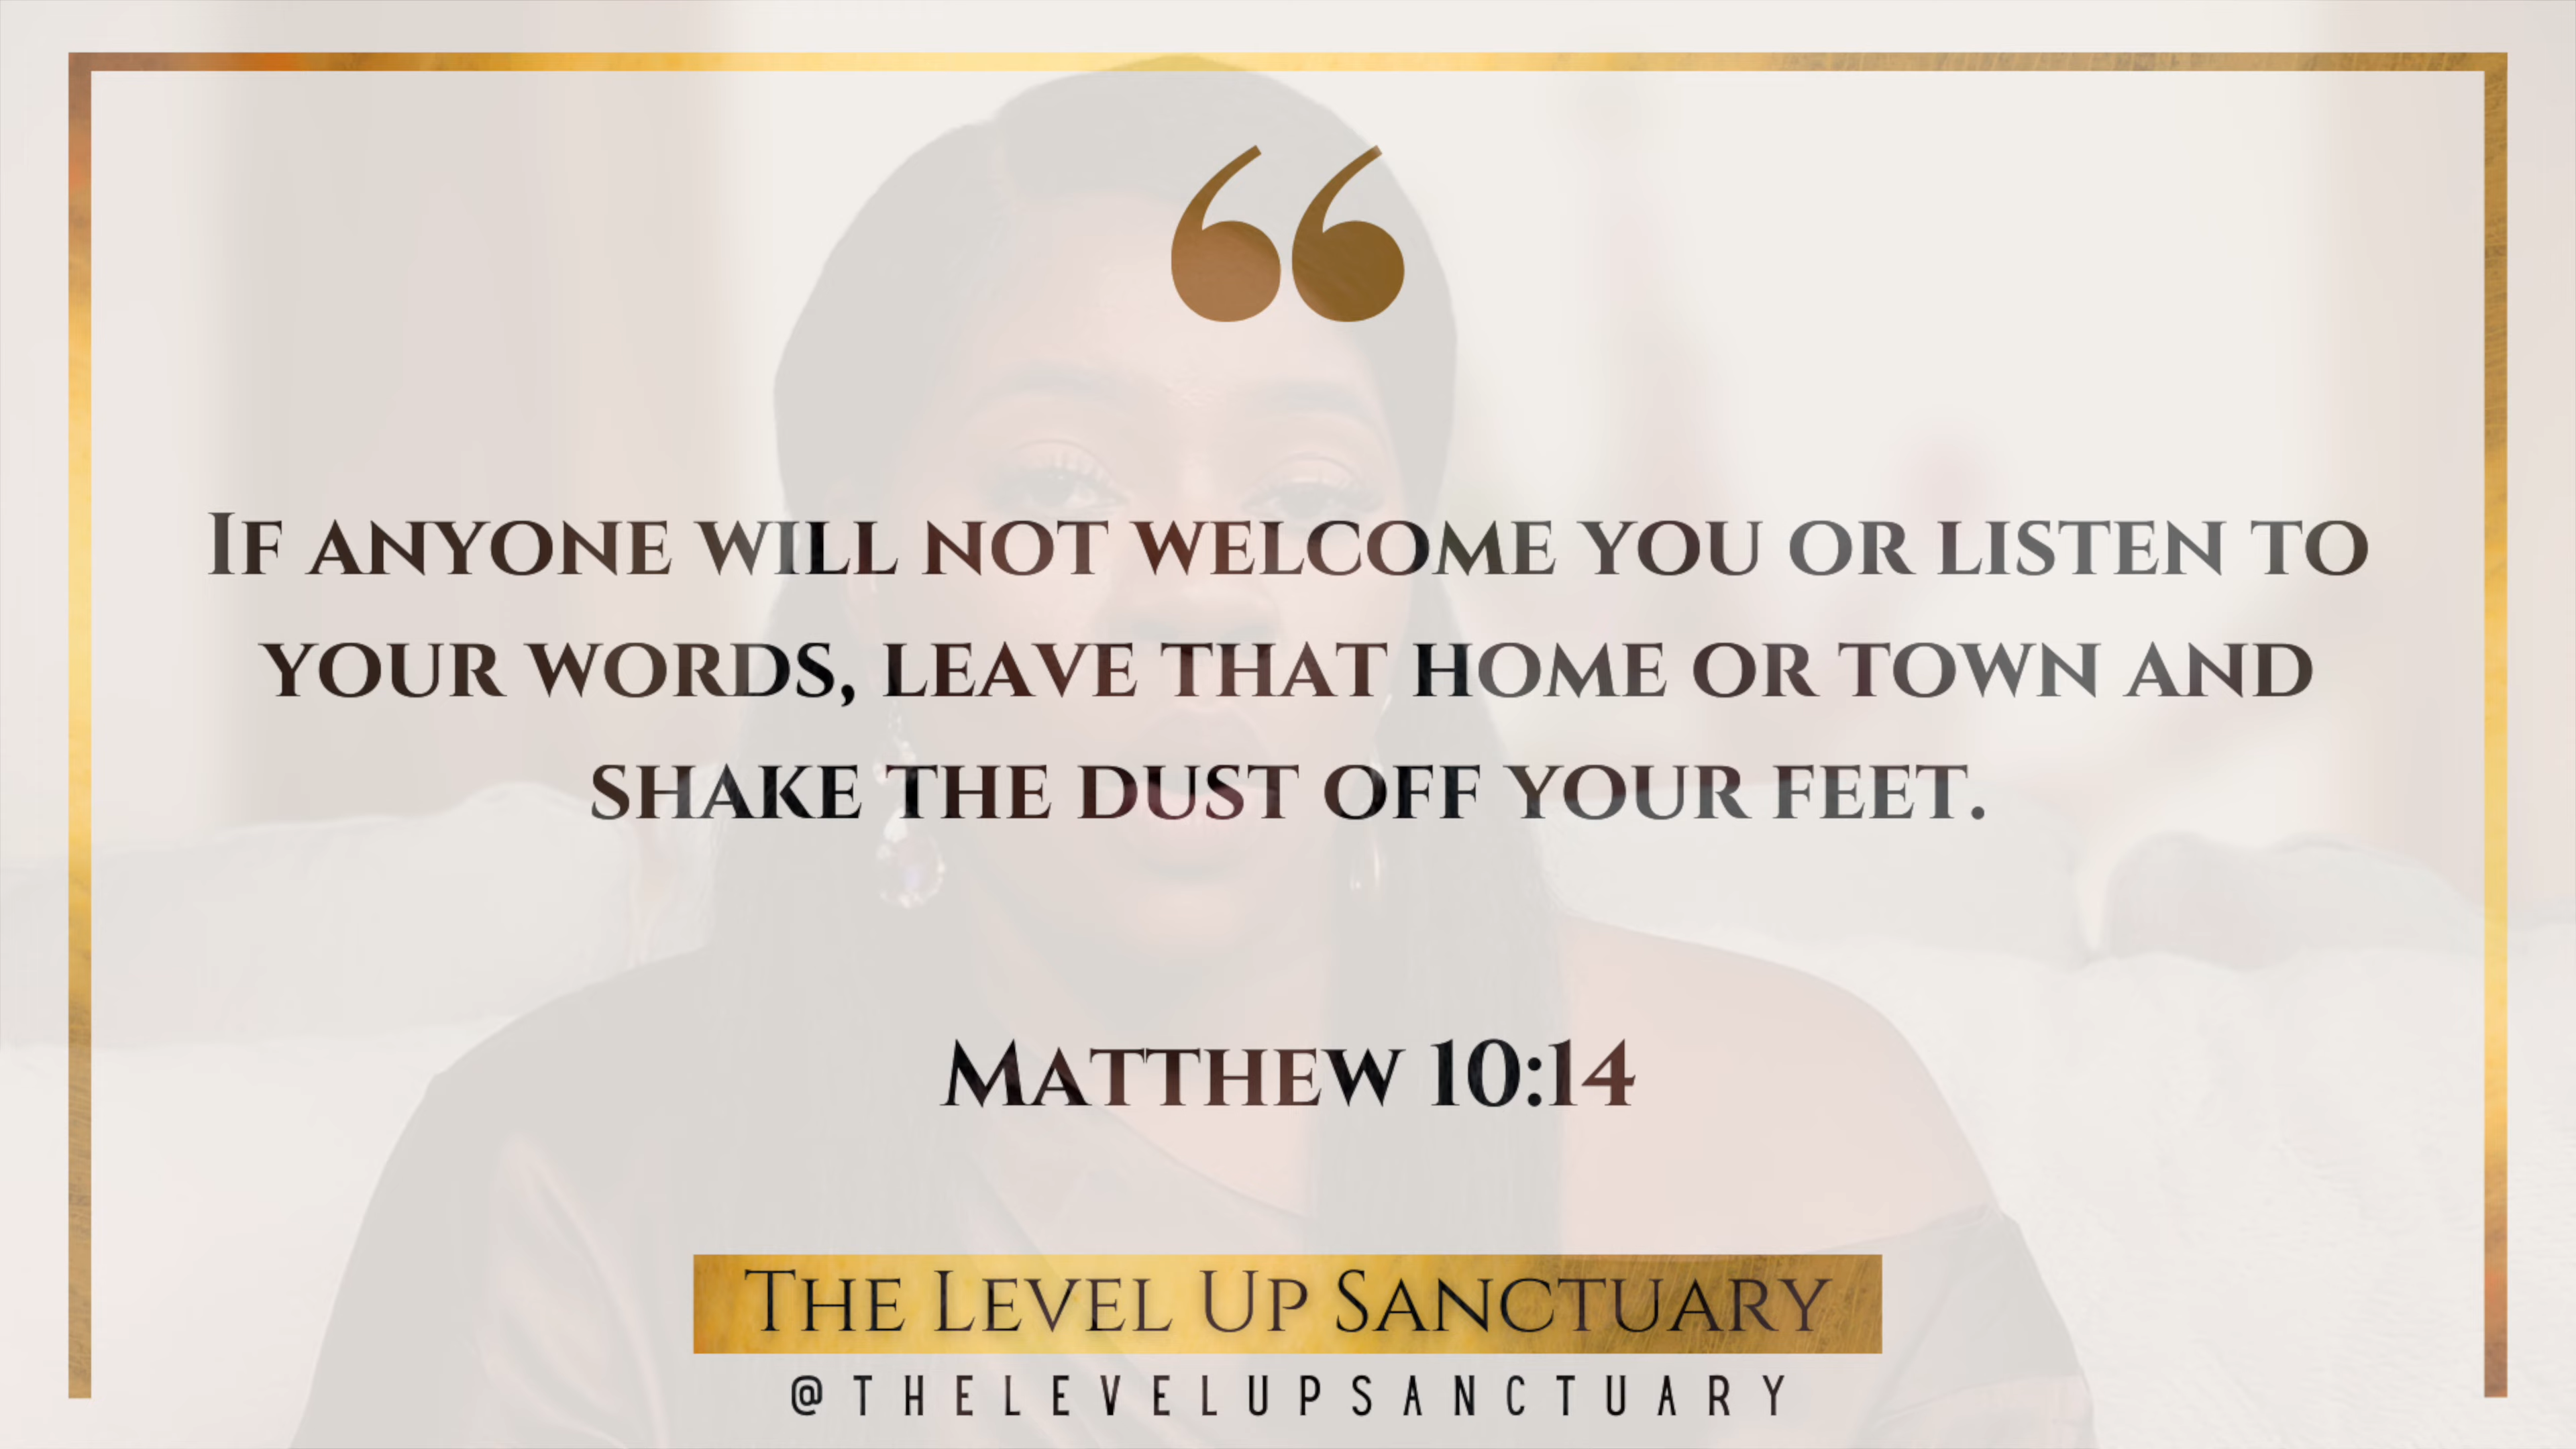 “
If anyone will not welcome you or listen to
your words, leave that home or town and
shake the dust off your feet.
Matthew 10:14
The Level Up Sanctuary
@THELEVELUPSANCTUARY